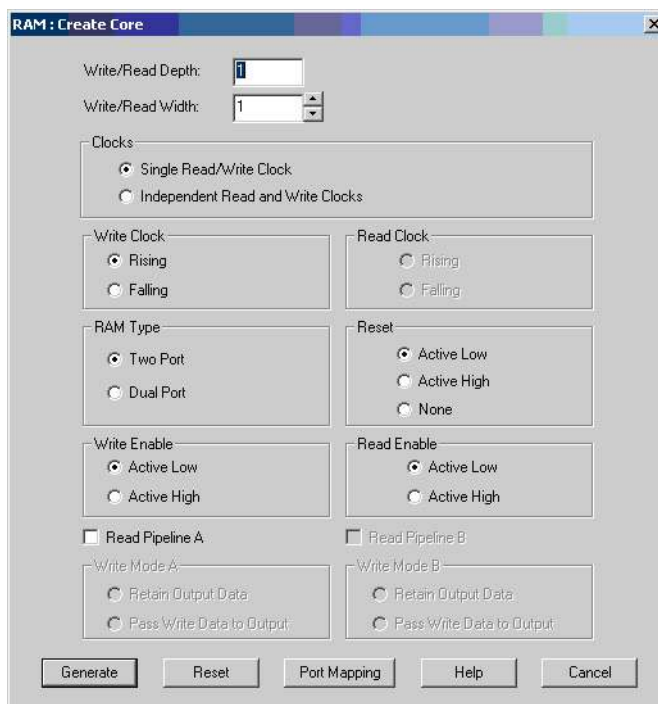 RAM : Create Core
Write/Read Depth: 1
Write/Read Width: 1
Clocks
Single Read/Write Clock
Independent Read and Write Clocks
Write Clock
Rising
Falling
Read Clock
Rising
Falling
RAM Type
Two Port
Dual Port
Reset
Active Low
Active High
None
Write Enable
Active Low
Active High
Read Enable
Active Low
Active High
Read Pipeline A
Read Pipeline B
Write Mode A
Retain Output Data
Pass Write Data to Output
Write Mode B
Retain Output Data
Pass Write Data to Output
Generate Reset Port Mapping Help Cancel